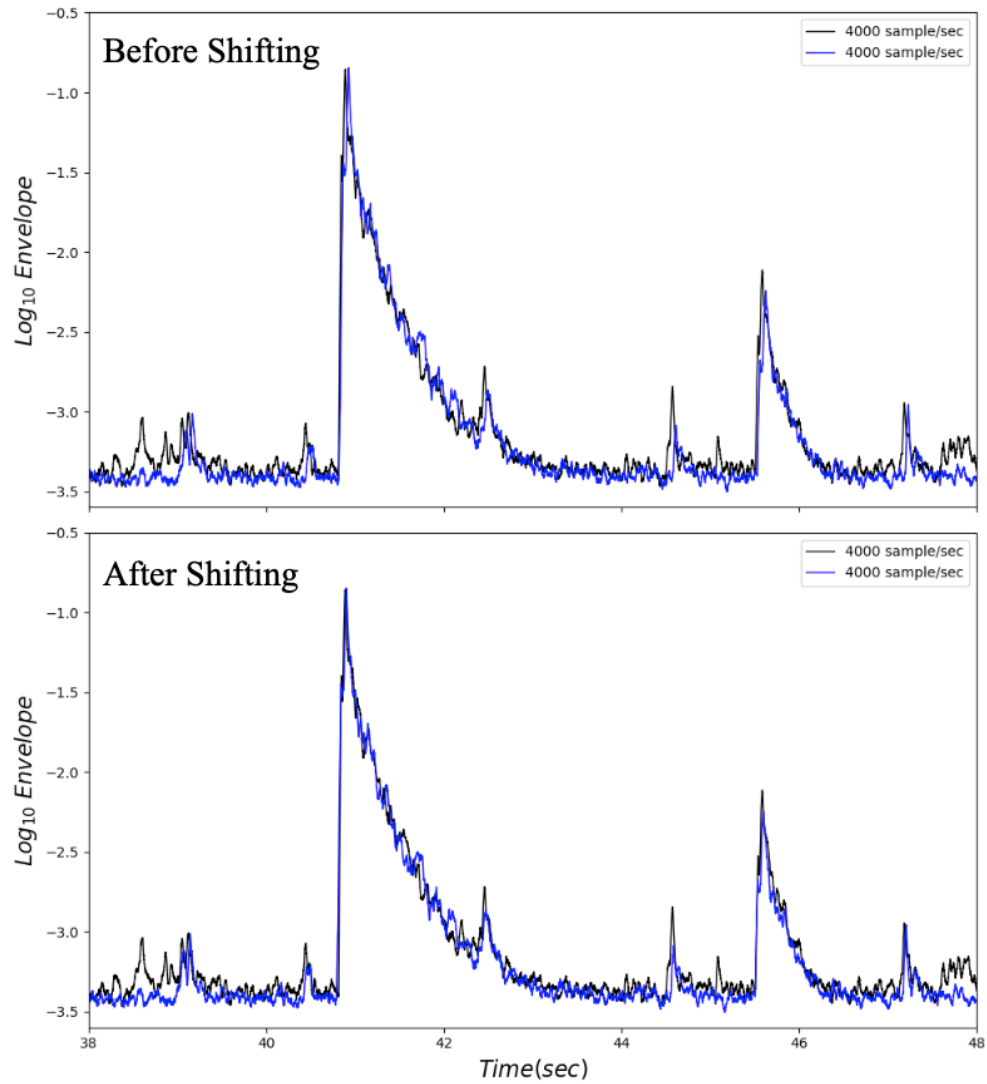 Before Shifting
4000 sample/sec
4000 sample/sec
Log10 Envelope
−0.5
−1.0
−1.5
−2.0
−2.5
−3.0
−3.5
After Shifting
4000 sample/sec
4000 sample/sec
Log10 Envelope
−0.5
−1.0
−1.5
−2.0
−2.5
−3.0
−3.5
38 40 42 44 46 48
Time(sec)